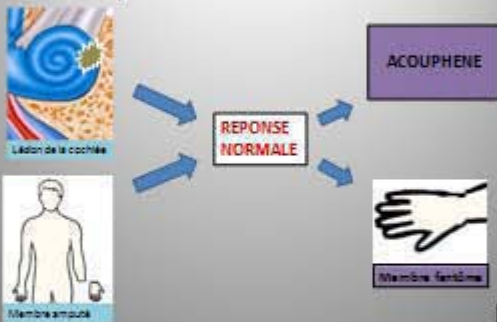 Lésion de la cochlée
ACOUPHENE
REPONSE
NORMALE
Membre amputé
Membre fantôme